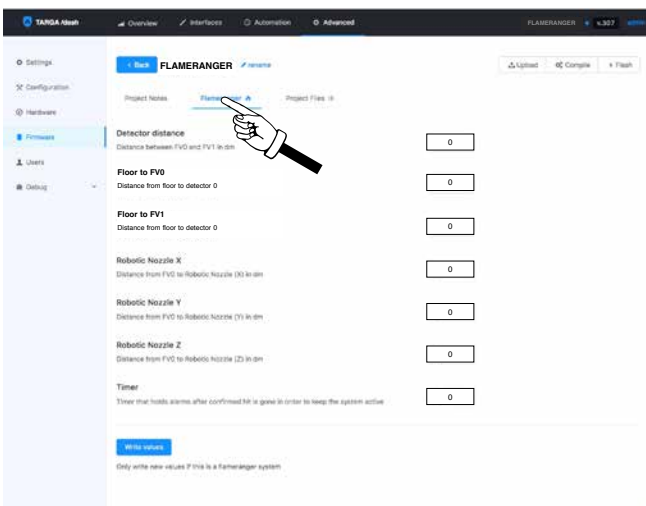 TANGA /dash
Overview
Interfaces
Automation
Advanced
FLAMERANGER
v.307
admin
Settings
Configuration
Hardware
Firmware
Users
Debug
< Back
FLAMERANGER
rename
Upload
Compile
Flash
Project Notes
Flameranger
Project Files
Detector distance
Distance between FV0 and FV1 in dm
0
Floor to FV0
Distance from floor to detector 0
0
Floor to FV1
Distance from floor to detector 0
0
Robotic Nozzle X
Distance from FV0 to Robotic Nozzle (X) in dm
0
Robotic Nozzle Y
Distance from FV0 to Robotic Nozzle (Y) in dm
0
Robotic Nozzle Z
Distance from FV0 to Robotic Nozzle (Z) in dm
0
Timer
Timer that holds alarms after confirmed hit is gone in order to keep the system active
0
Write values
Only write new values if this is a flameranger system